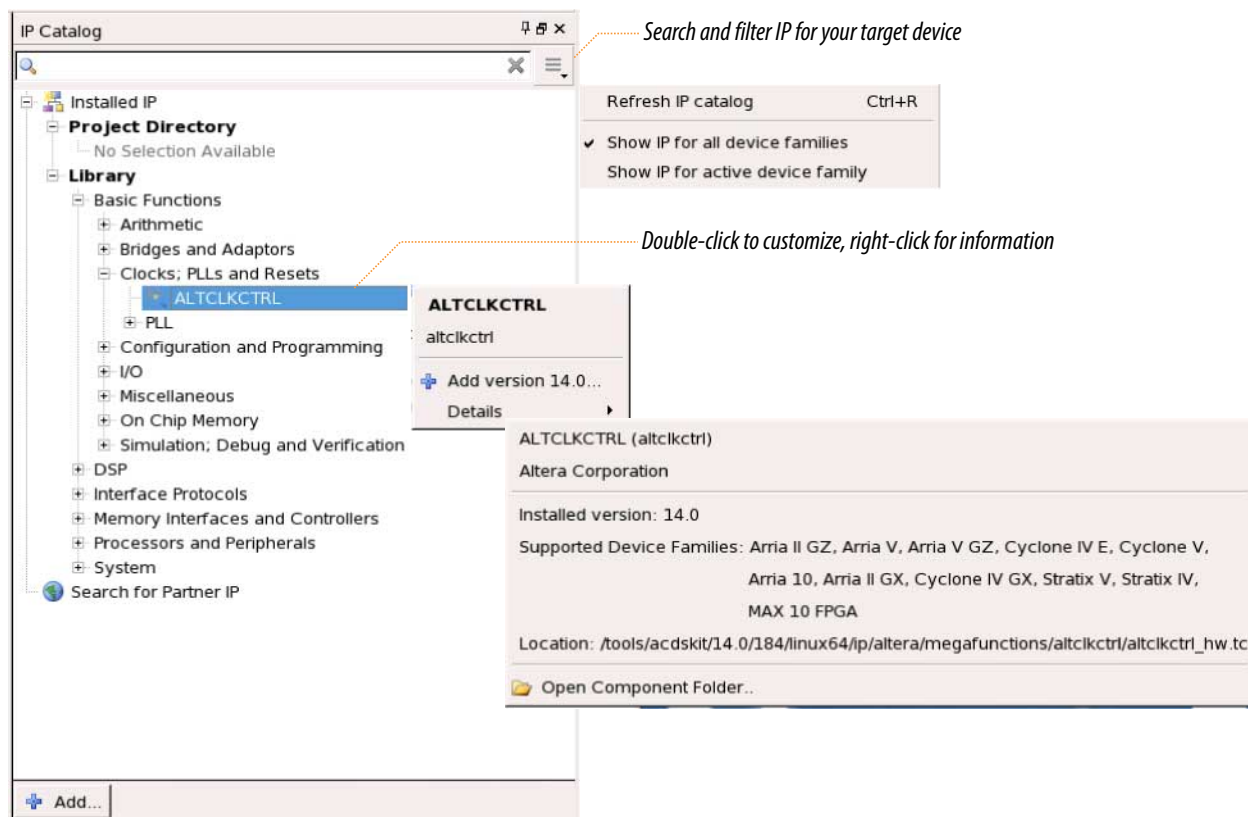 IP Catalog
Search and filter IP for your target device
Installed IP
Project Directory
No Selection Available
Library
Basic Functions
Arithmetic
Bridges and Adaptors
Clocks; PLLs and Resets
ALTCLKCTRL
PLL
Configuration and Programming
I/O
Miscellaneous
On Chip Memory
Simulation; Debug and Verification
DSP
Interface Protocols
Memory Interfaces and Controllers
Processors and Peripherals
System
Search for Partner IP
Add...
Refresh IP catalog Ctrl+R
Show IP for all device families
Show IP for active device family
Double-click to customize, right-click for information
ALTCLKCTRL
altclkctrl
Add version 14.0...
Details
ALTCLKCTRL (altclkctrl)
Altera Corporation
Installed version: 14.0
Supported Device Families: Arria II GZ, Arria V, Arria V GZ, Cyclone IV E, Cyclone V,
Arria 10, Arria II GX, Cyclone IV GX, Stratix V, Stratix IV,
MAX 10 FPGA
Location: /tools/acdskit/14.0/184/linux64/ip/altera/megafunctions/altclkctrl/altclkctrl_hw.tc
Open Component Folder..